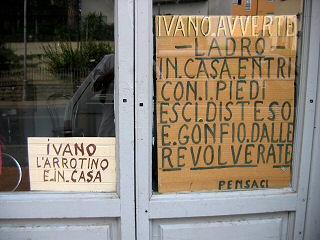 IVANO
L'ARROTINO
E IN CASA
IVANO.AVVERTE
-LADRO-
IN.CASA.ENTRI
CON.I.PIEDI
ESCI.DISTESO
E.GONFIO.DALLE
REVOLVERATE
PENSACI